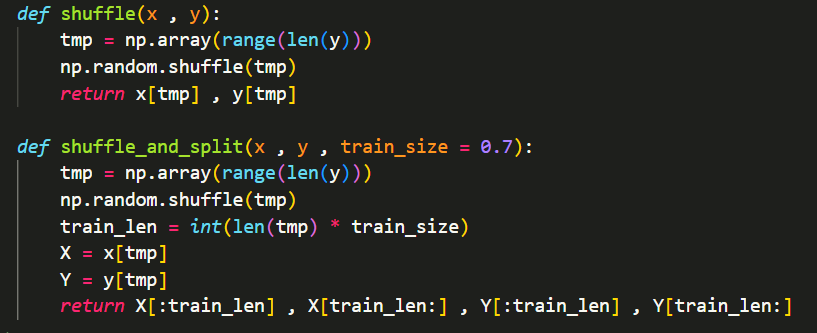 def shuffle(x , y):
    tmp = np.array(range(len(y)))
    np.random.shuffle(tmp)
    return x[tmp] , y[tmp]

def shuffle_and_split(x , y , train_size = 0.7):
    tmp = np.array(range(len(y)))
    np.random.shuffle(tmp)
    train_len = int(len(tmp) * train_size)
    X = x[tmp]
    Y = y[tmp]
    return X[:train_len] , X[train_len:] , Y[:train_len] , Y[train_len:]